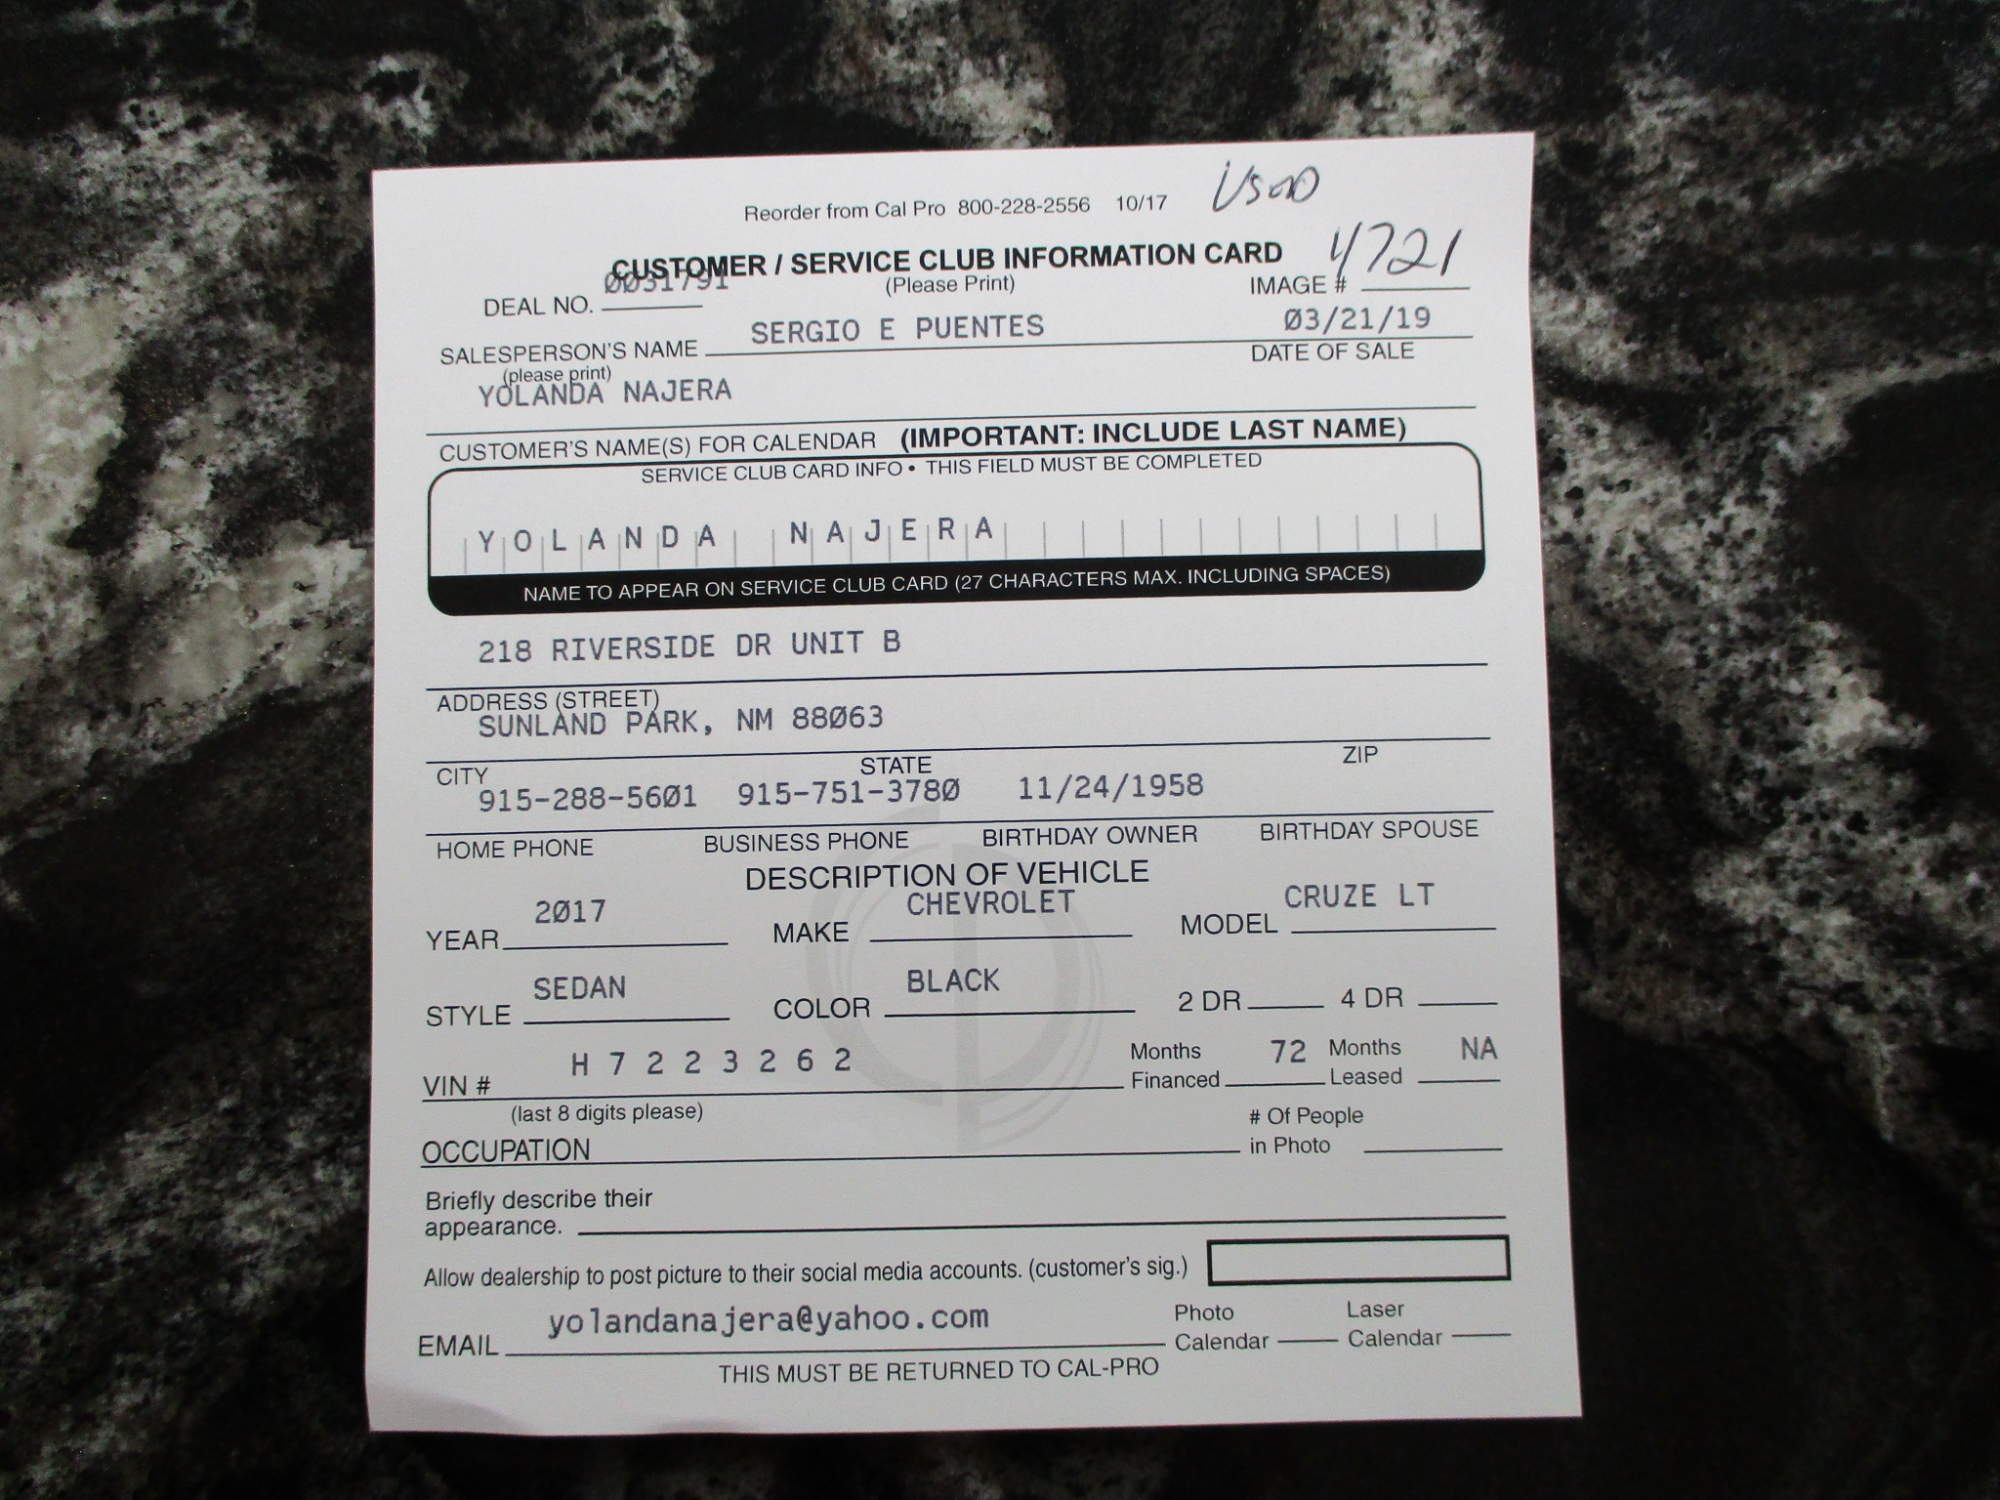 Reorder from Cal Pro 800-228-2556 10/17 USED
CUSTOMER / SERVICE CLUB INFORMATION CARD
(Please Print)
DEAL NO. 0031791 IMAGE # 4721
SALESPERSON'S NAME SERGIO E PUENTES 03/21/19
(please print) DATE OF SALE
YOLANDA NAJERA
CUSTOMER'S NAME(S) FOR CALENDAR (IMPORTANT: INCLUDE LAST NAME)
SERVICE CLUB CARD INFO • THIS FIELD MUST BE COMPLETED
YOLANDA NAJERA
NAME TO APPEAR ON SERVICE CLUB CARD (27 CHARACTERS MAX. INCLUDING SPACES)
218 RIVERSIDE DR UNIT B
ADDRESS (STREET)
SUNLAND PARK, NM 88063
CITY STATE ZIP
915-288-5601 915-751-3780 11/24/1958
HOME PHONE BUSINESS PHONE BIRTHDAY OWNER BIRTHDAY SPOUSE
DESCRIPTION OF VEHICLE
YEAR 2017 MAKE CHEVROLET MODEL CRUZE LT
STYLE SEDAN COLOR BLACK 2 DR 4 DR
VIN # H7223262 Months Financed 72 Months Leased NA
(last 8 digits please)
OCCUPATION # Of People in Photo
Briefly describe their
appearance.
Allow dealership to post picture to their social media accounts. (customer's sig.)
EMAIL yolandanajera@yahoo.com Photo Calendar Laser Calendar
THIS MUST BE RETURNED TO CAL-PRO